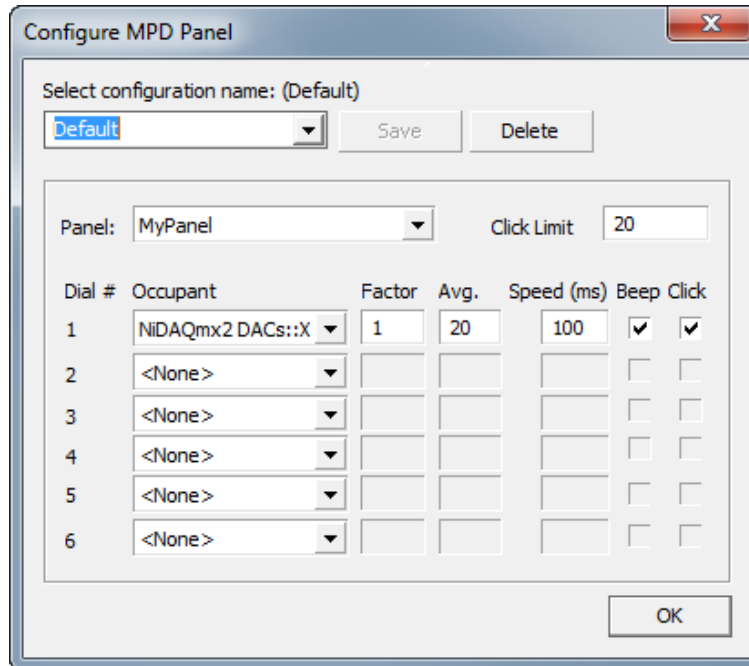 Configure MPD Panel
Select configuration name: (Default)
Default Save Delete
Panel: MyPanel Click Limit 20
Dial # Occupant Factor Avg. Speed (ms) Beep Click
1 NiDAQmx2 DACs::X 1 20 100
2 <None>
3 <None>
4 <None>
5 <None>
6 <None>
OK